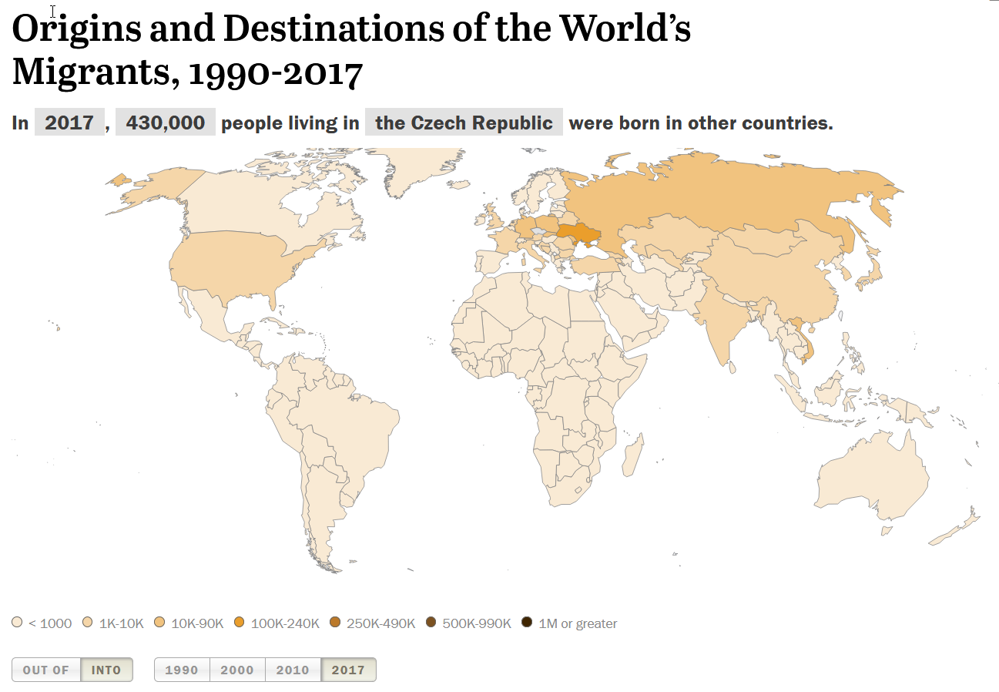 Origins and Destinations of the World’s
Migrants, 1990-2017
In 2017 , 430,000 people living in the Czech Republic were born in other countries.
< 1000 1K-10K 10K-90K 100K-240K 250K-490K 500K-990K 1M or greater
OUT OF INTO 1990 2000 2010 2017